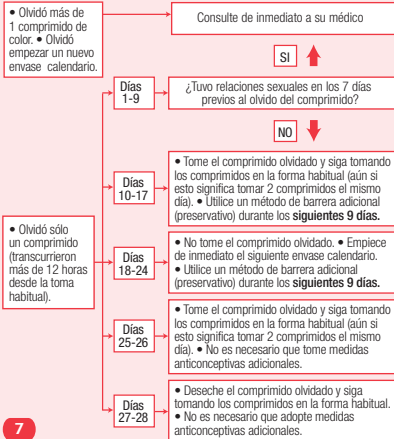 • Olvidó más de
1 comprimido de
color. • Olvidó
empezar un nuevo
envase calendario.
Consulte de inmediato a su médico
SI
Días
1-9
¿Tuvo relaciones sexuales en los 7 días
previos al olvido del comprimido?
NO
• Olvidó sólo
un comprimido
(transcurrieron
más de 12 horas
desde la toma
habitual).
Días
10-17
• Tome el comprimido olvidado y siga tomando
los comprimidos en la forma habitual (aún si
esto significa tomar 2 comprimidos el mismo
día). • Utilice un método de barrera adicional
(preservativo) durante los siguientes 9 días.
Días
18-24
• No tome el comprimido olvidado. • Empiece
de inmediato el siguiente envase calendario.
• Utilice un método de barrera adicional
(preservativo) durante los siguientes 9 días.
Días
25-26
• Tome el comprimido olvidado y siga tomando
los comprimidos en la forma habitual (aún si
esto significa tomar 2 comprimidos el mismo
día). • No es necesario que tome medidas
anticonceptivas adicionales.
Días
27-28
• Deseche el comprimido olvidado y siga
tomando los comprimidos en la forma habitual.
• No es necesario que adopte medidas
anticonceptivas adicionales.
7